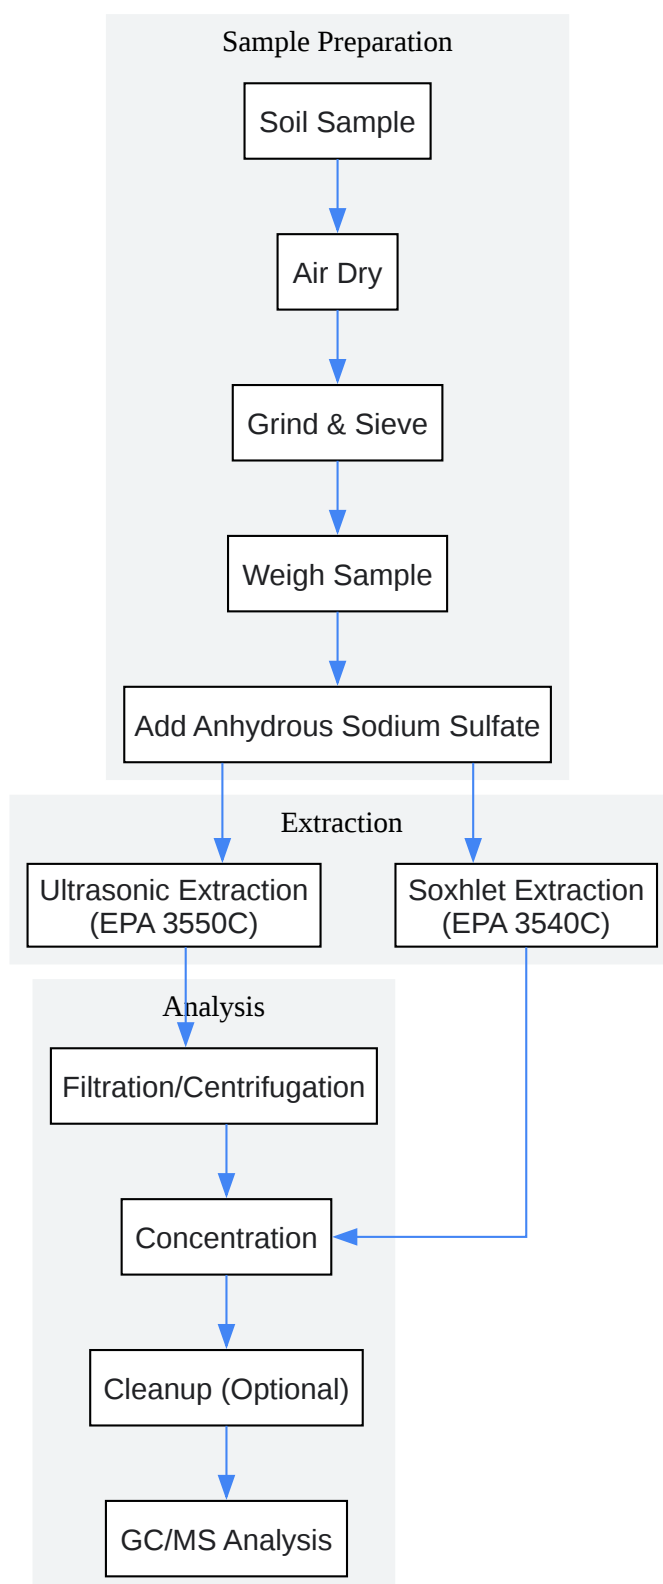 Sample Preparation
Soil Sample
Air Dry
Grind & Sieve
Weigh Sample
Add Anhydrous Sodium Sulfate
Extraction
Ultrasonic Extraction
(EPA 3550C)
Soxhlet Extraction
(EPA 3540C)
Analysis
Filtration/Centrifugation
Concentration
Cleanup (Optional)
GC/MS Analysis